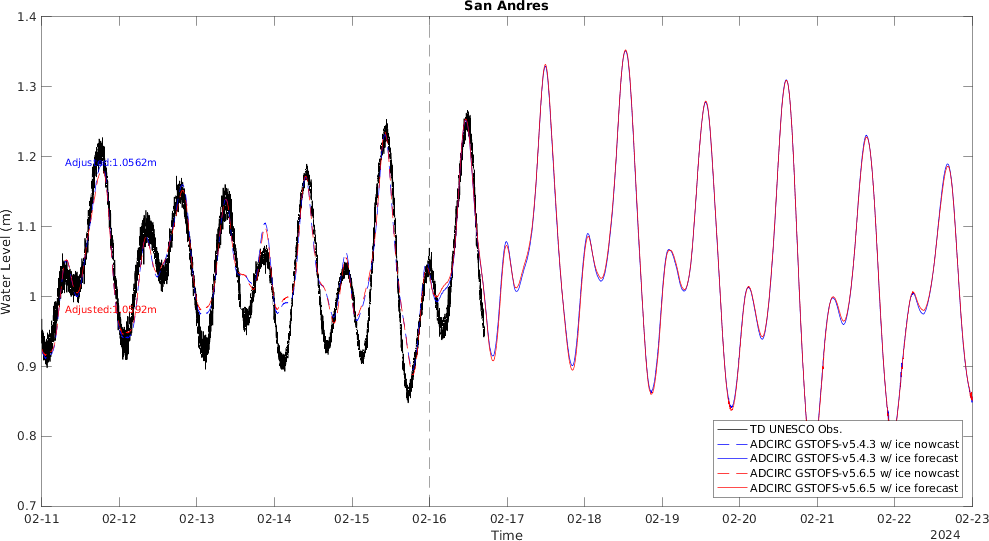 San Andres
1.4
1.3
1.2
1.1
1
0.9
0.8
0.7
Water Level (m)
Adjusted:1.0562m
Adjusted:1.0592m
TD UNESCO Obs.
ADCIRC GSTOFS-v5.4.3 w/ ice nowcast
ADCIRC GSTOFS-v5.4.3 w/ ice forecast
ADCIRC GSTOFS-v5.6.5 w/ ice nowcast
ADCIRC GSTOFS-v5.6.5 w/ ice forecast
02-11 02-12 02-13 02-14 02-15 02-16 02-17 02-18 02-19 02-20 02-21 02-22 02-23
Time
2024